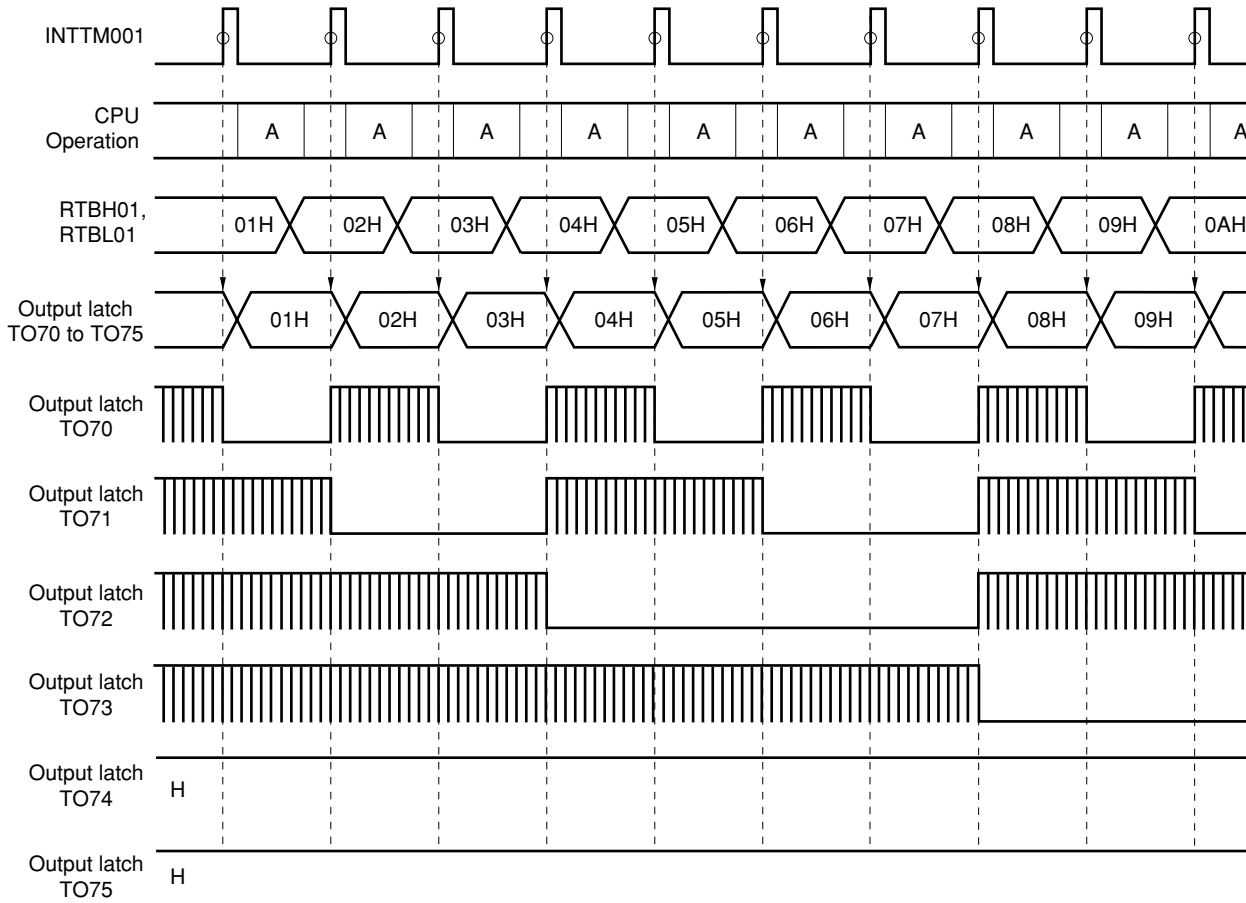 INTTM001
CPU
Operation
A A A A A A A A A A
RTBH01,
RTBL01
01H 02H 03H 04H 05H 06H 07H 08H 09H 0AH
Output latch
TO70 to TO75
01H 02H 03H 04H 05H 06H 07H 08H 09H
Output latch
TO70
Output latch
TO71
Output latch
TO72
Output latch
TO73
Output latch
TO74
H
Output latch
TO75
H